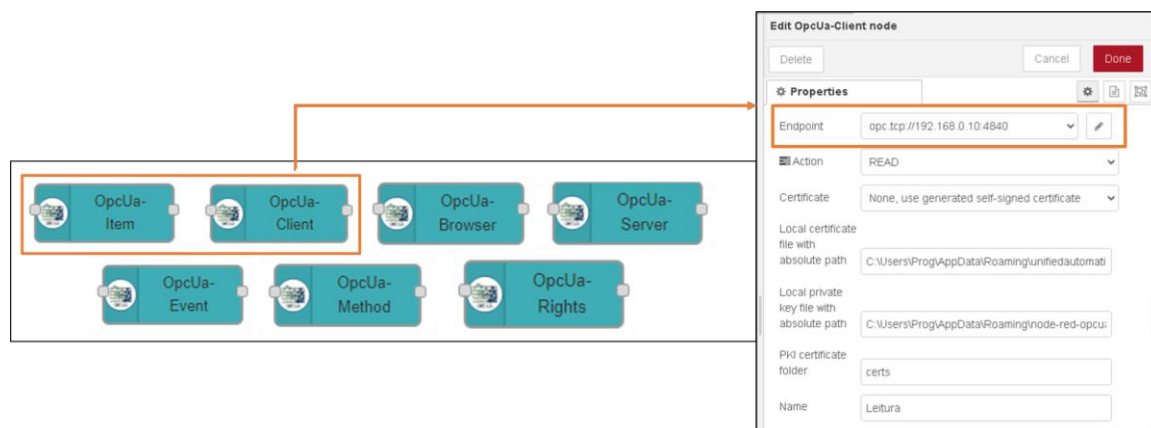 OpcUa-
Item
OpcUa-
Client
OpcUa-
Browser
OpcUa-
Server
OpcUa-
Event
OpcUa-
Method
OpcUa-
Rights
Edit OpcUa-Client node
Delete
Cancel
Done
Properties
Endpoint
opc.tcp://192.168.0.10:4840
Action
READ
Certificate
None, use generated self-signed certificate
Local certificate
file with
absolute path
C:\Users\Prog\AppData\Roaming\unifiedautomati
Local private
key file with
absolute path
C:\Users\Prog\AppData\Roaming\node-red-opcu
PKI certificate
folder
certs
Name
Leitura